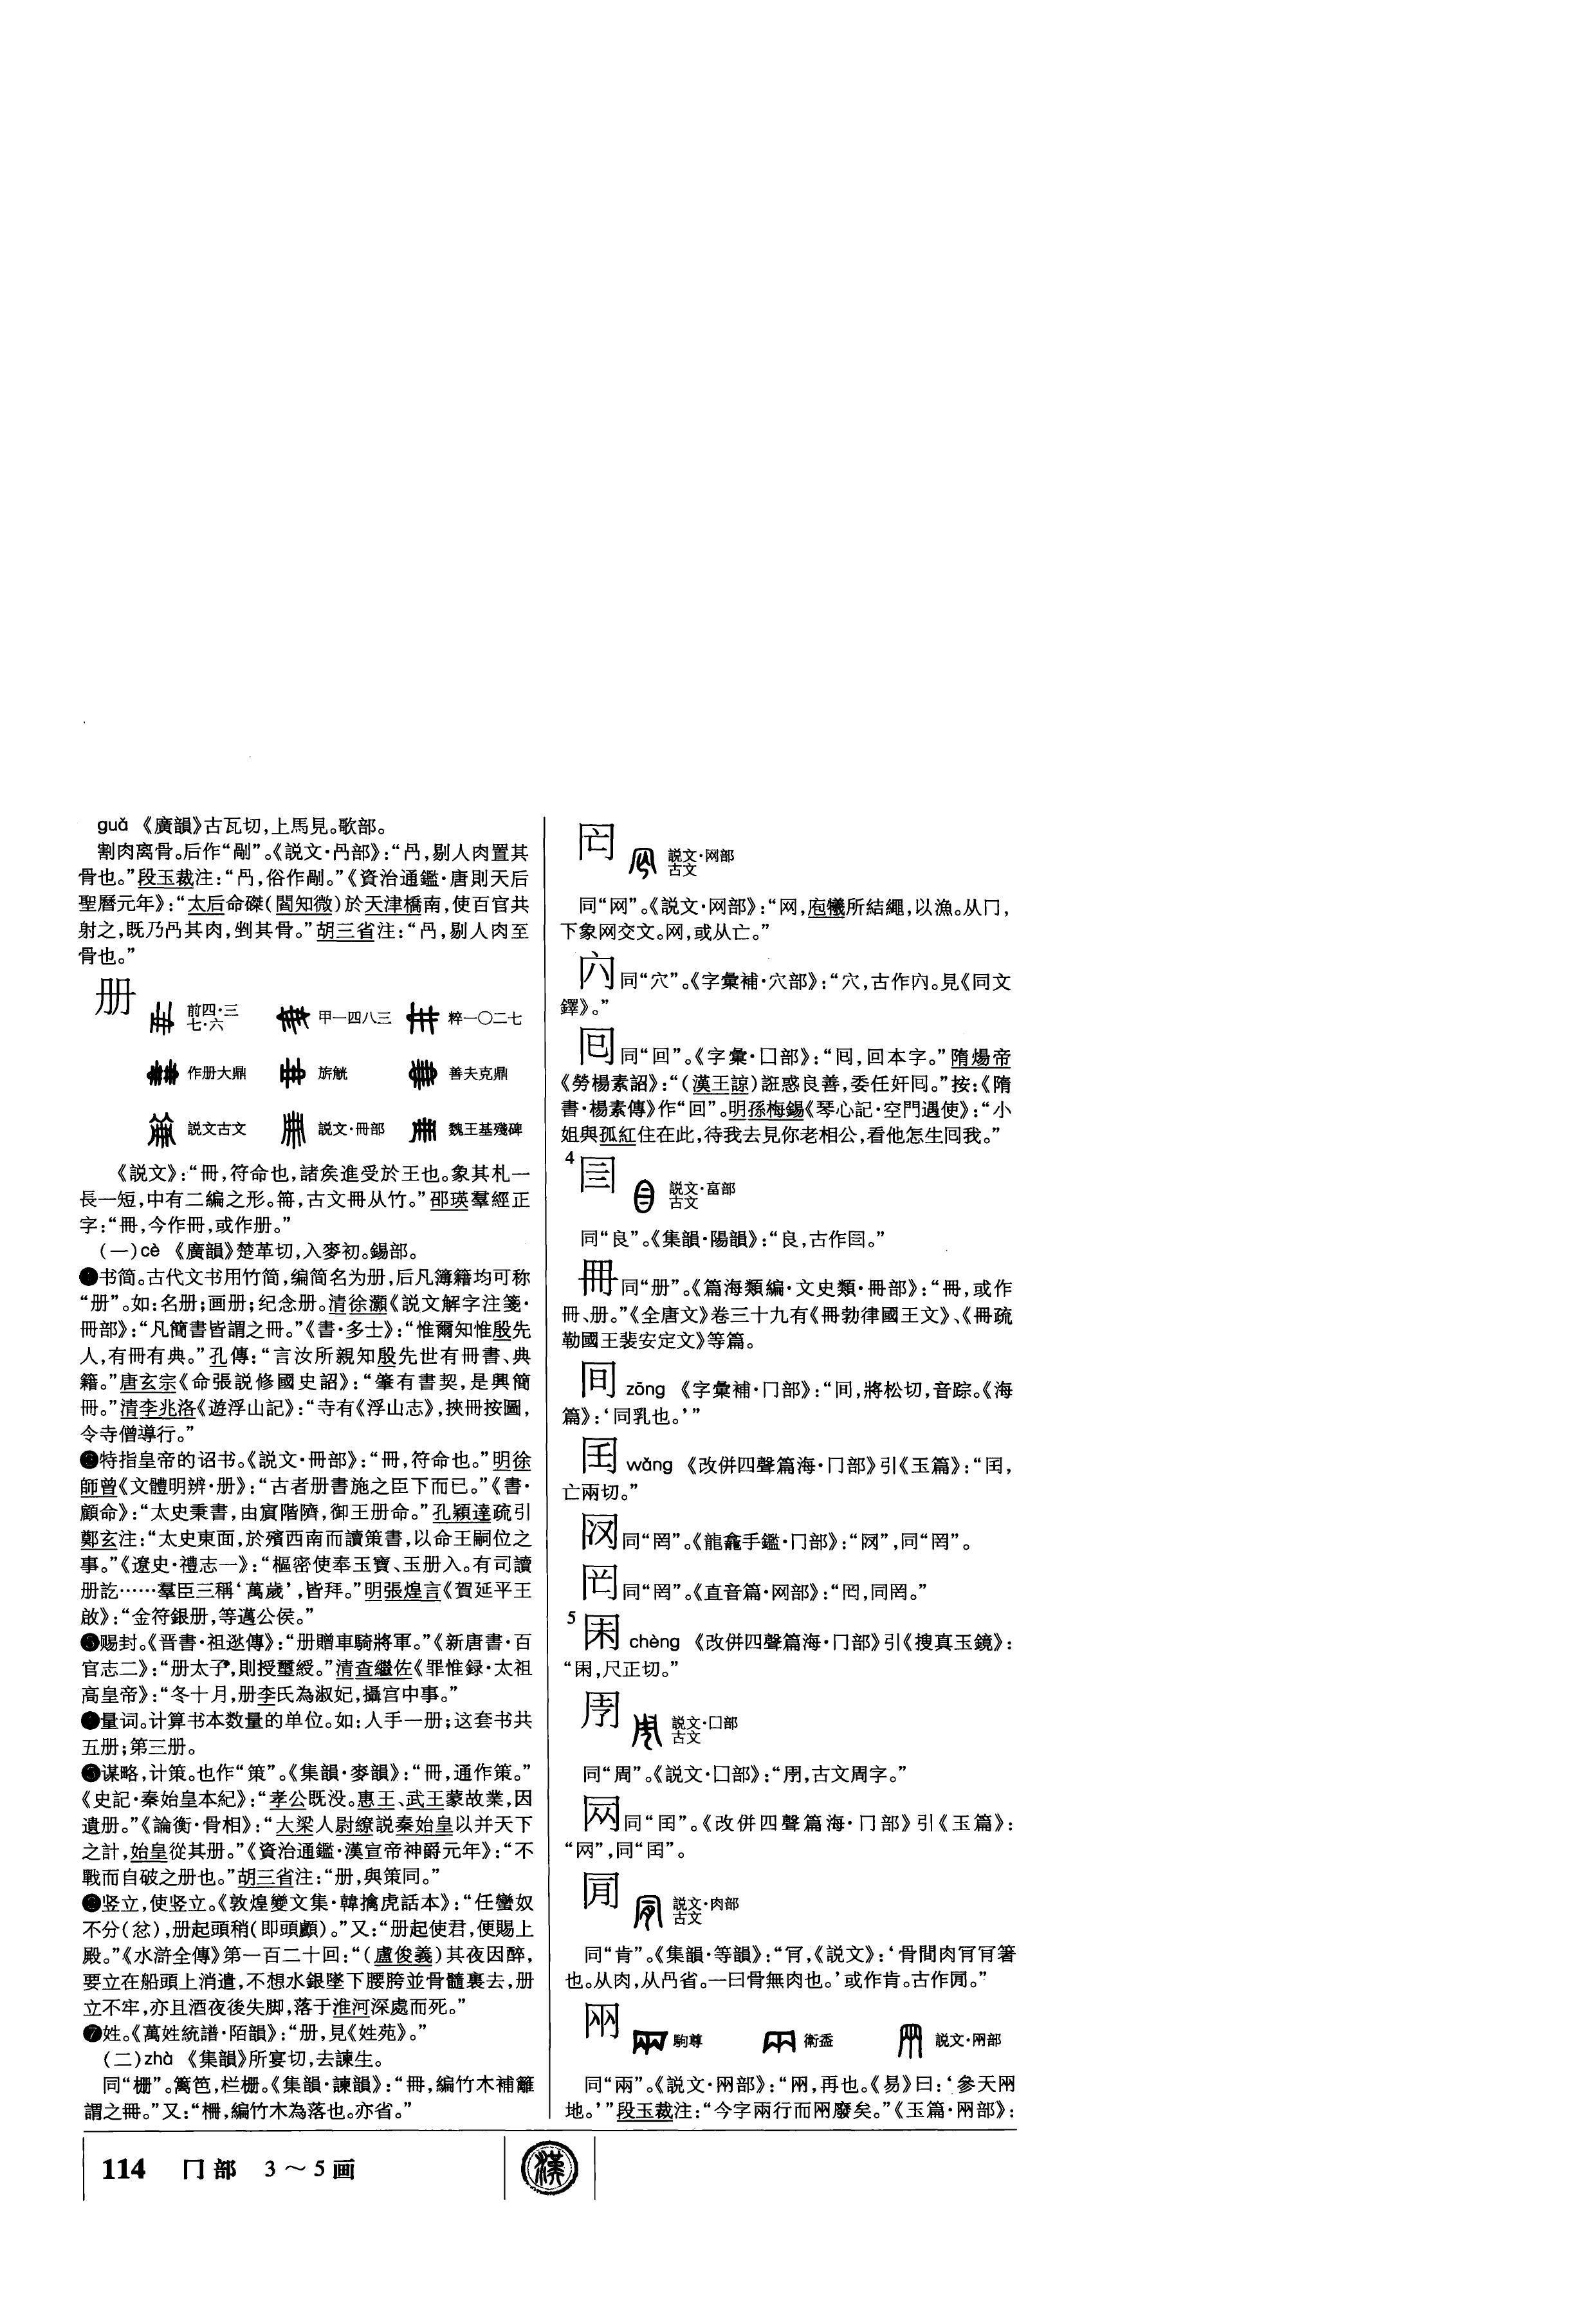 guǎ 《廣韻》古瓦切,上馬見。歌部。
割肉离骨。后作“剮”。《説文·冎部》:“冎,剔人肉置其
骨也。”段玉裁注:“冎,俗作剮。”《資治通鑑·唐則天后
聖曆元年》:“太后命磔(閻知微)於天津橋南,使百官共
射之,既乃冎其肉,剉其骨。”胡三省注:“冎,剔人肉至
骨也。”
册
前四·三七·六 甲一四八三 粹一〇二七
作册大鼎 旂觥 善夫克鼎
説文古文 説文·冊部 魏王基殘碑
《説文》:“冊,符命也,諸矦進受於王也。象其札一
長一短,中有二編之形。笧,古文冊从竹。”邵瑛羣經正
字:“冊,今作冊,或作册。”
(一)cè 《廣韻》楚革切,入麥初。錫部。
❶书简。古代文书用竹简,编简名为册,后凡簿籍均可称
“册”。如:名册;画册;纪念册。清徐灝《説文解字注箋·
冊部》:“凡簡書皆謂之冊。”《書·多士》:“惟爾知惟殷先
人,有冊有典。”孔傳:“言汝所親知殷先世有冊書、典
籍。”唐玄宗《命張説修國史詔》:“肇有書契,是興簡
冊。”清李兆洛《遊浮山記》:“寺有《浮山志》,挾冊按圖,
令寺僧導行。”
❷特指皇帝的诏书。《説文·冊部》:“冊,符命也。”明徐
師曾《文體明辨·册》:“古者册書施之臣下而已。”《書·
顧命》:“太史秉書,由賔階隮,御王册命。”孔穎達疏引
鄭玄注:“太史東面,於殯西南而讀策書,以命王嗣位之
事。”《遼史·禮志一》:“樞密使奉玉寶、玉册入。有司讀
册訖……羣臣三稱‘萬歲’,皆拜。”明張煌言《賀延平王
啟》:“金符銀册,等邁公侯。”
❸赐封。《晋書·祖逖傳》:“册贈車騎將軍。”《新唐書·百
官志二》:“册太子,則授璽綬。”清查繼佐《罪惟録·太祖
高皇帝》:“冬十月,册李氏為淑妃,攝宫中事。”
❹量词。计算书本数量的单位。如:人手一册;这套书共
五册;第三册。
❺谋略,计策。也作“策”。《集韻·麥韻》:“冊,通作策。”
《史記·秦始皇本紀》:“孝公既没。惠王、武王蒙故業,因
遺册。”《論衡·骨相》:“大梁人尉繚説秦始皇以并天下
之計,始皇從其册。”《資治通鑑·漢宣帝神爵元年》:“不
戰而自破之册也。”胡三省注:“册,與策同。”
❻竖立,使竖立。《敦煌變文集·韓擒虎話本》:“任蠻奴
不分(忿),册起頭稍(即頭顱)。”又:“册起使君,便賜上
殿。”《水滸全傳》第一百二十回:“(盧俊義)其夜因醉,
要立在船頭上消遣,不想水銀墜下腰胯並骨髓裏去,册
立不牢,亦且酒夜後失脚,落于淮河深處而死。”
❼姓。《萬姓統譜·陌韻》:“册,見《姓苑》。”
(二)zhà 《集韻》所宴切,去諫生。
同“栅”。篱笆,栏栅。《集韻·諫韻》:“冊,編竹木補籬
謂之冊。”又:“柵,編竹木為落也。亦省。”
説文·网部
古文
同“网”。《説文·网部》:“网,庖犧所結繩,以漁。从冂,
下象网交文。网,或从亡。”
同“穴”。《字彙補·穴部》:“穴,古作内。見《同文
鐸》。”
囘 同“回”。《字彙·囗部》:“囘,回本字。”隋煬帝
《勞楊素詔》:“(漢王諒)誑惑良善,委任奸囘。”按:《隋
書·楊素傳》作“回”。明孫梅錫《琴心記·空門遇使》:“小
姐與孤紅住在此,待我去見你老相公,看他怎生囘我。”
4
説文·畐部
古文
同“良”。《集韻·陽韻》:“良,古作目。”
冊 同“册”。《篇海類編·文史類·冊部》:“冊,或作
冊、册。”《全唐文》卷三十九有《冊勃律國王文》、《冊疏
勒國王裴安定文》等篇。
zōng 《字彙補·冂部》:“,將松切,音踪。《海
篇》:‘同乳也。’”
wǎng 《改併四聲篇海·冂部》引《玉篇》:“,
亡兩切。”
同“罔”。《龍龕手鑑·冂部》:“”,同“罔”。
同“罔”。《直音篇·网部》:“,同罔。”
5
chèng 《改併四聲篇海·冂部》引《搜真玉鏡》:
“,尺正切。”
説文·囗部
古文
同“周”。《説文·囗部》:“,古文周字。”
同“”。《改併四聲篇海·冂部》引《玉篇》:
“”,同“”。
説文·肉部
古文
同“肯”。《集韻·等韻》:“肎,《説文》:‘骨閒肉肎肎箸
也。从肉,从冎省。一曰骨無肉也。’或作肯。古作。”
㒳
駒尊 衛盉 説文·㒳部
同“兩”。《説文·㒳部》:“㒳,再也。《易》曰:‘參天㒳
地。’”段玉裁注:“今字兩行而㒳廢矣。”《玉篇·㒳部》:
114 冂部 3～5画
漢